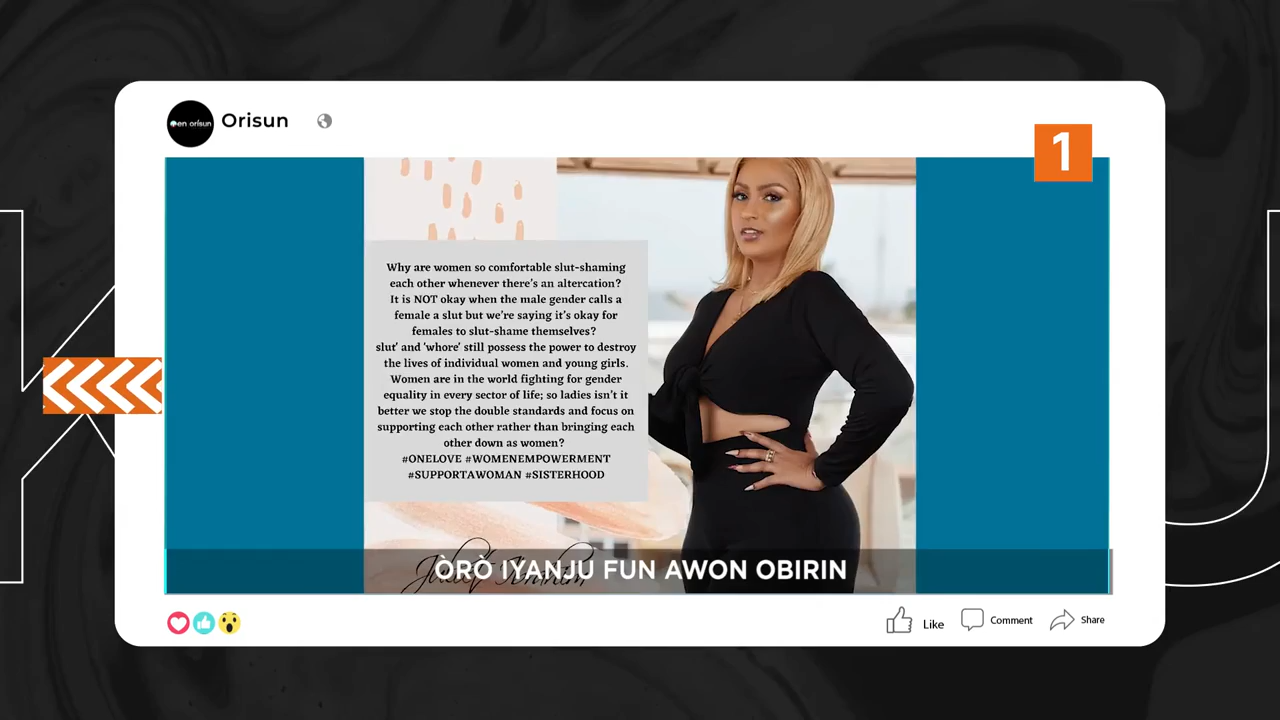 en orísun
Orisun
1
Why are women so comfortable slut-shaming
each other whenever there's an altercation?
It is NOT okay when the male gender calls a
female a slut but we're saying it's okay for
females to slut-shame themselves?
slut' and 'whore' still possess the power to destroy
the lives of individual women and young girls.
Women are in the world fighting for gender
equality in every sector of life; so ladies isn't it
better we stop the double standards and focus on
supporting each other rather than bringing each
other down as women?
#ONELOVE #WOMENEMPOWERMENT
#SUPPORTAWOMAN #SISTERHOOD
ÒRÒ IYANJU FUN AWON OBIRIN
Like
Comment
Share